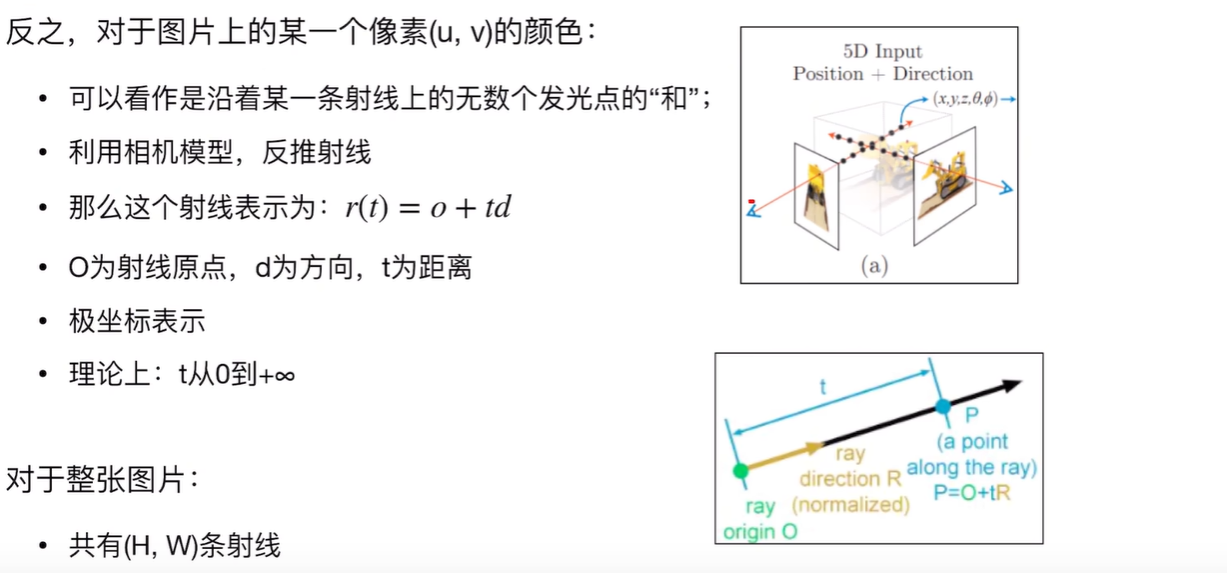 反之，对于图片上的某一个像素(u, v)的颜色：
• 可以看作是沿着某一条射线上的无数个发光点的“和”；
• 利用相机模型，反推射线
• 那么这个射线表示为：r(t) = o + td
• O为射线原点，d为方向，t为距离
• 极坐标表示
• 理论上：t从0到+∞
对于整张图片：
• 共有(H, W)条射线
5D Input
Position + Direction
(x,y,z,θ,ϕ)
(a)
t
P
(a point
along the ray)
P=O+tR
ray
direction R
(normalized)
ray
origin O